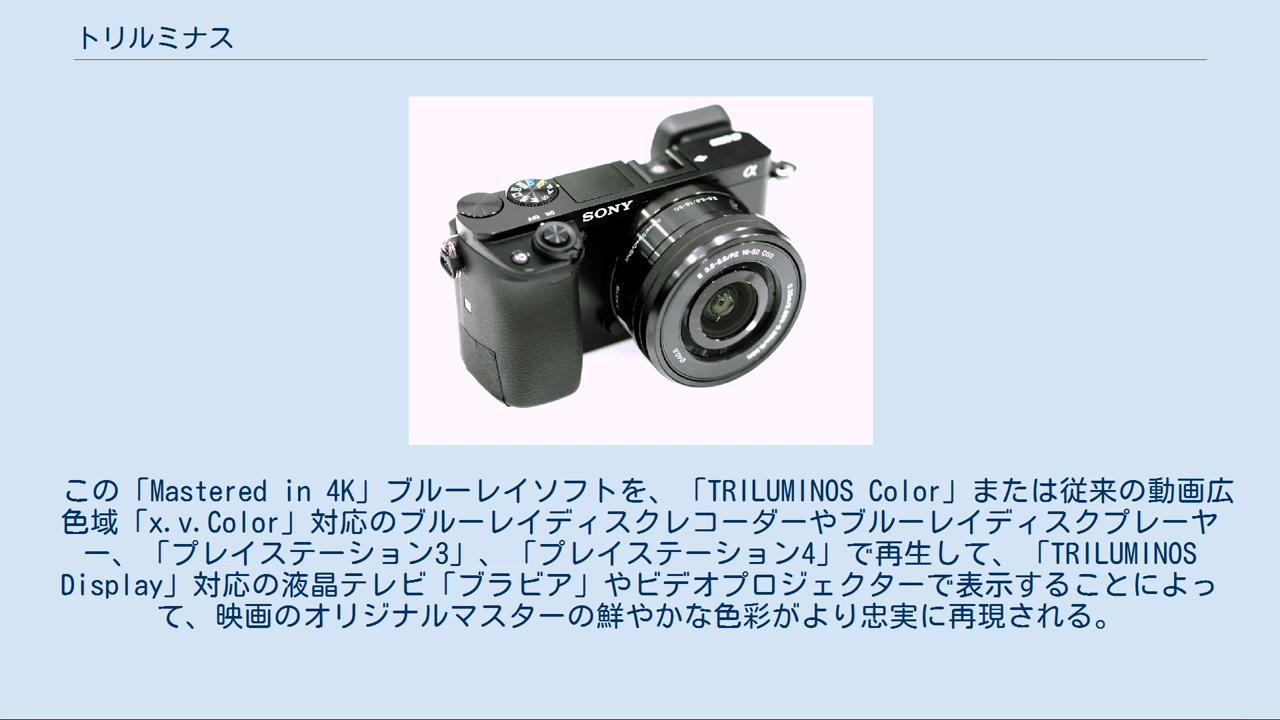 トリルミナス
SONY
α
E 3.5-5.6/PZ 16-50 OSS
この「Mastered in 4K」ブルーレイソフトを、「TRILUMINOS Color」または従来の動画広
色域「x.v.Color」対応のブルーレイディスクレコーダーやブルーレイディスクプレーヤ
ー、「プレイステーション3」、「プレイステーション4」で再生して、「TRILUMINOS
Display」対応の液晶テレビ「ブラビア」やビデオプロジェクターで表示することによっ
て、映画のオリジナルマスターの鮮やかな色彩がより忠実に再現される。